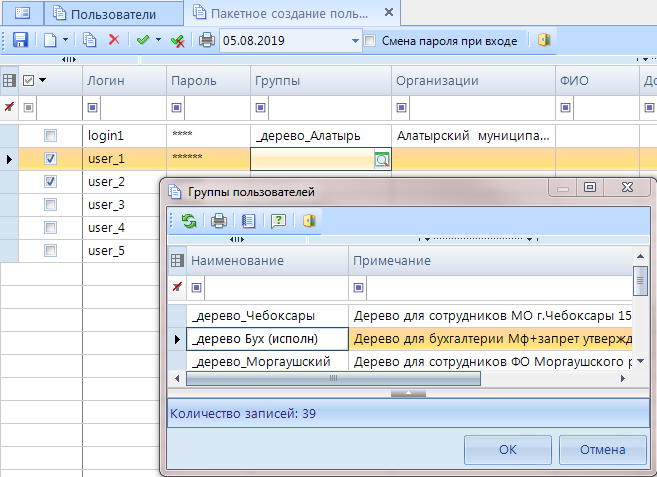 Пользователи
Пакетное создание поль...
05.08.2019
Смена пароля при входе
Логин Пароль Группы Организации ФИО До
login1 **** _дерево_Алатырь Алатырский муниципа...
user_1 ******
user_2
user_3
user_4
user_5
Группы пользователей
Наименование Примечание
_дерево_Чебоксары Дерево для сотрудников МО г.Чебоксары 15
_дерево Бух (исполн) Дерево для бухгалтерии Мф+запрет утвержд
_дерево_Моргаушский Дерево для сотрудников ФО Моргаушского р
Количество записей: 39
ОК Отмена